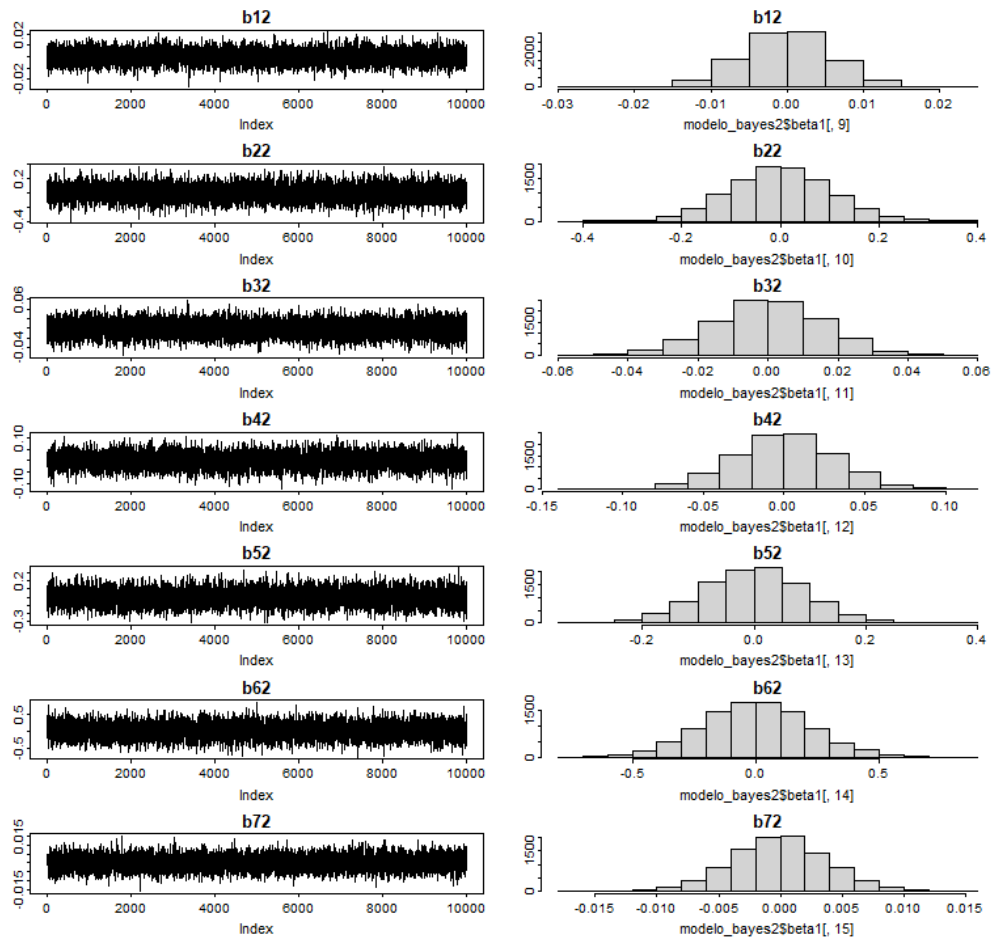 b12
0.02
-0.02
0 2000 4000 6000 8000 10000
Index
b12
2000
0
-0.03 -0.02 -0.01 0.00 0.01 0.02
modelo_bayes2$beta1[, 9]
b22
0.2
-0.4
0 2000 4000 6000 8000 10000
Index
b22
1500
0
-0.4 -0.2 0.0 0.2 0.4
modelo_bayes2$beta1[, 10]
b32
0.06
-0.04
0 2000 4000 6000 8000 10000
Index
b32
1500
0
-0.06 -0.04 -0.02 0.00 0.02 0.04 0.06
modelo_bayes2$beta1[, 11]
b42
0.10
-0.10
0 2000 4000 6000 8000 10000
Index
b42
1500
0
-0.15 -0.10 -0.05 0.00 0.05 0.10
modelo_bayes2$beta1[, 12]
b52
0.2
-0.3
0 2000 4000 6000 8000 10000
Index
b52
1500
0
-0.2 0.0 0.2 0.4
modelo_bayes2$beta1[, 13]
b62
0.5
-0.5
0 2000 4000 6000 8000 10000
Index
b62
1500
0
-0.5 0.0 0.5
modelo_bayes2$beta1[, 14]
b72
0.015
-0.015
0 2000 4000 6000 8000 10000
Index
b72
1500
0
-0.015 -0.010 -0.005 0.000 0.005 0.010 0.015
modelo_bayes2$beta1[, 15]